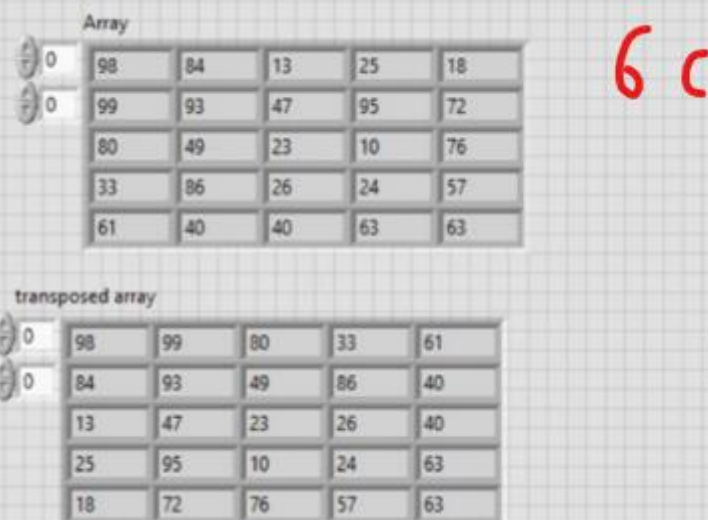 Array
6 c
0 98 84 13 25 18
0 99 93 47 95 72
80 49 23 10 76
33 86 26 24 57
61 40 40 63 63
transposed array
0 98 99 80 33 61
0 84 93 49 86 40
13 47 23 26 40
25 95 10 24 63
18 72 76 57 63